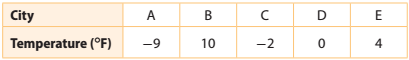 City A B C D E
Temperature (°F) −9 10 −2 0 4